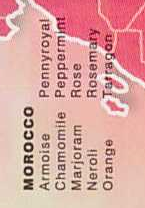 MOROCCO
Armoise Pennyroyal
Chamomile Peppermint
Marjoram Rose
Neroli Rosemary
Orange Tarragon